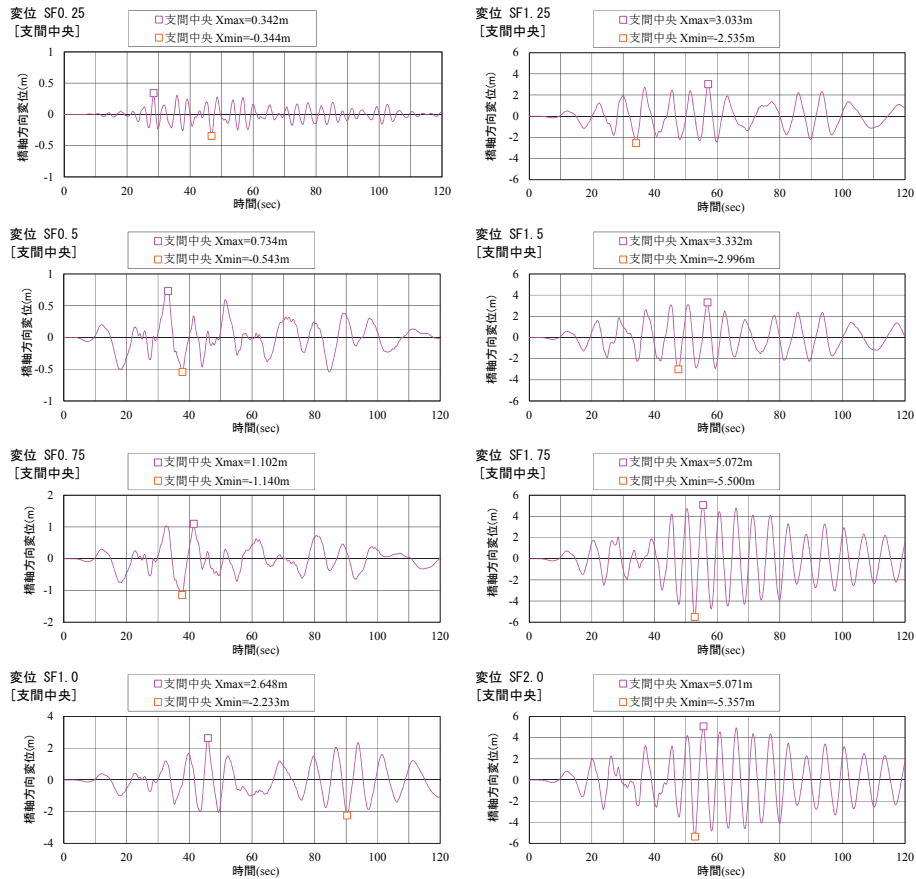 変位 SF0.25
[支間中央]
支間中央 Xmax=0.342m
支間中央 Xmin=-0.344m
橋軸方向変位(m)
1
0.5
0
-0.5
-1
0 20 40 60 80 100 120
時間(sec)
変位 SF0.5
[支間中央]
支間中央 Xmax=0.734m
支間中央 Xmin=-0.543m
橋軸方向変位(m)
1
0.5
0
-0.5
-1
0 20 40 60 80 100 120
時間(sec)
変位 SF0.75
[支間中央]
支間中央 Xmax=1.102m
支間中央 Xmin=-1.140m
橋軸方向変位(m)
2
1
0
-1
-2
0 20 40 60 80 100 120
時間(sec)
変位 SF1.0
[支間中央]
支間中央 Xmax=2.648m
支間中央 Xmin=-2.233m
橋軸方向変位(m)
4
2
0
-2
-4
0 20 40 60 80 100 120
時間(sec)
変位 SF1.25
[支間中央]
支間中央 Xmax=3.033m
支間中央 Xmin=-2.535m
橋軸方向変位(m)
6
4
2
0
-2
-4
-6
0 20 40 60 80 100 120
時間(sec)
変位 SF1.5
[支間中央]
支間中央 Xmax=3.332m
支間中央 Xmin=-2.996m
橋軸方向変位(m)
6
4
2
0
-2
-4
-6
0 20 40 60 80 100 120
時間(sec)
変位 SF1.75
[支間中央]
支間中央 Xmax=5.072m
支間中央 Xmin=-5.500m
橋軸方向変位(m)
6
4
2
0
-2
-4
-6
0 20 40 60 80 100 120
時間(sec)
変位 SF2.0
[支間中央]
支間中央 Xmax=5.071m
支間中央 Xmin=-5.357m
橋軸方向変位(m)
6
4
2
0
-2
-4
-6
0 20 40 60 80 100 120
時間(sec)